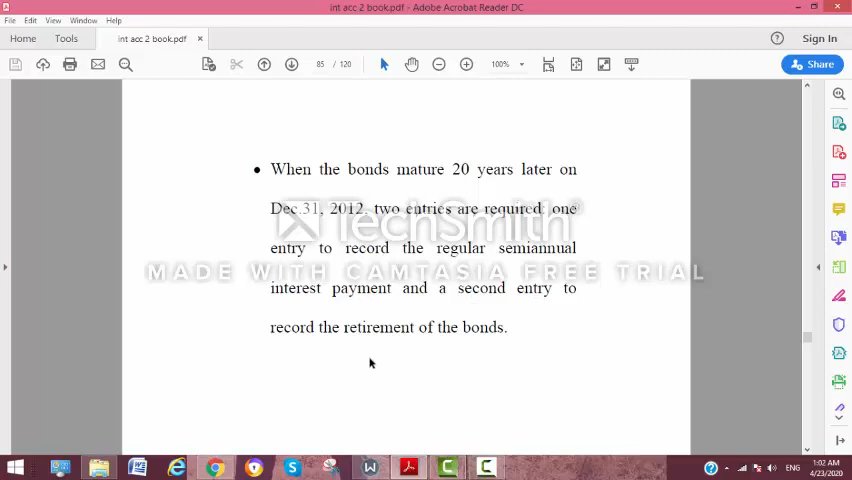 int acc 2 book.pdf - Adobe Acrobat Reader DC
File Edit View Window Help
Home Tools int acc 2 book.pdf × Sign In
85 / 120 100% Share
• When the bonds mature 20 years later on
Dec.31, 2012, two entries are required: one
TechSmith®
entry to record the regular semiannual
MADE WITH CAMTASIA FREE TRIAL
interest payment and a second entry to
record the retirement of the bonds.
ENG
1:02 AM
4/23/2020